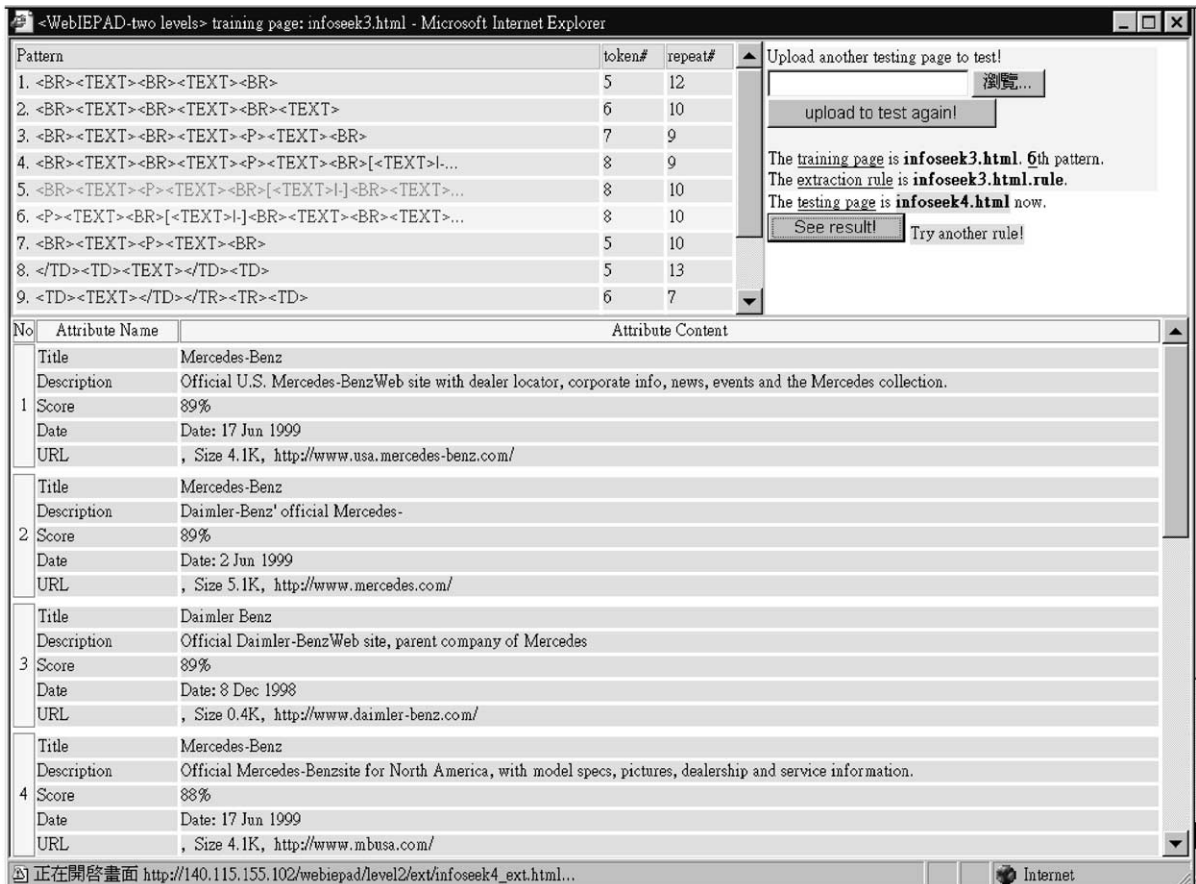 <WebIEPAD-two levels> training page: infoseek3.html - Microsoft Internet Explorer
Pattern token# repeat#
1. <BR><TEXT><BR><TEXT><BR> 5 12
2. <BR><TEXT><BR><TEXT><BR><TEXT> 6 10
3. <BR><TEXT><BR><TEXT><P><TEXT><BR> 7 9
4. <BR><TEXT><BR><TEXT><P><TEXT><BR>[<TEXT>|-... 8 9
5. <BR><TEXT><P><TEXT><BR>[<TEXT>|-]<BR><TEXT>... 8 10
6. <P><TEXT><BR>[<TEXT>|-]<BR><TEXT><BR><TEXT>... 8 10
7. <BR><TEXT><P><TEXT><BR> 5 10
8. </TD><TD><TEXT></TD><TD> 5 13
9. <TD><TEXT></TD></TR><TR><TD> 6 7
Upload another testing page to test!
瀏覽...
upload to test again!
The training page is infoseek3.html. 6th pattern.
The extraction rule is infoseek3.html.rule.
The testing page is infoseek4.html now.
See result! Try another rule!
No Attribute Name Attribute Content
1
Title Mercedes-Benz
Description Official U.S. Mercedes-BenzWeb site with dealer locator, corporate info, news, events and the Mercedes collection.
Score 89%
Date Date: 17 Jun 1999
URL , Size 4.1K, http://www.usa.mercedes-benz.com/
2
Title Mercedes-Benz
Description Daimler-Benz' official Mercedes-
Score 89%
Date Date: 2 Jun 1999
URL , Size 5.1K, http://www.mercedes.com/
3
Title Daimler Benz
Description Official Daimler-BenzWeb site, parent company of Mercedes
Score 89%
Date Date: 8 Dec 1998
URL , Size 0.4K, http://www.daimler-benz.com/
4
Title Mercedes-Benz
Description Official Mercedes-Benzsite for North America, with model specs, pictures, dealership and service information.
Score 88%
Date Date: 17 Jun 1999
URL , Size 4.1K, http://www.mbusa.com/
正在開啓畫面 http://140.115.155.102/webiepad/level2/ext/infoseek4_ext.html... Internet